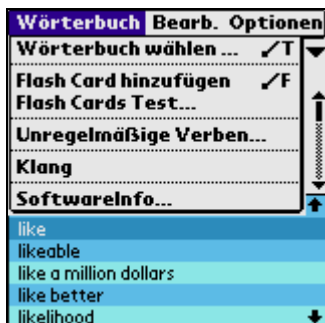 Wörterbuch Bearb. Optionen
Wörterbuch wählen ... ✓T
Flash Card hinzufügen ✓F
Flash Cards Test...
Unregelmäßige Verben...
Klang
SoftwareInfo...
like
likeable
like a million dollars
like better
likelihood